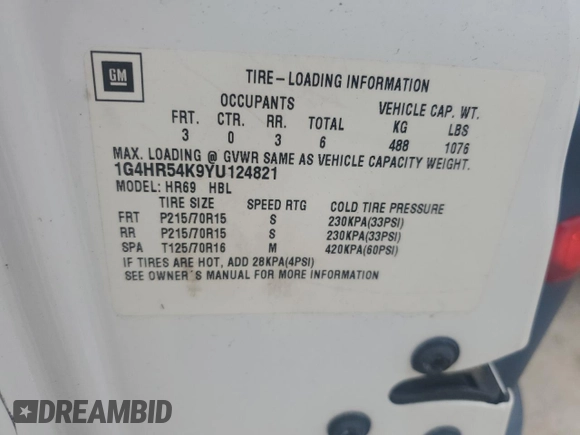 GM
TIRE-LOADING INFORMATION
OCCUPANTS VEHICLE CAP. WT.
FRT. CTR. RR. TOTAL KG LBS
3 0 3 6 488 1076
MAX. LOADING @ GVWR SAME AS VEHICLE CAPACITY WEIGHT.
1G4HR54K9YU124821
MODEL: HR69 HBL
TIRE SIZE SPEED RTG COLD TIRE PRESSURE
FRT P215/70R15 S 230KPA(33PSI)
RR P215/70R15 S 230KPA(33PSI)
SPA T125/70R16 M 420KPA(60PSI)
IF TIRES ARE HOT, ADD 28KPA(4PSI)
SEE OWNER'S MANUAL FOR MORE INFORMATION
DREAMBID